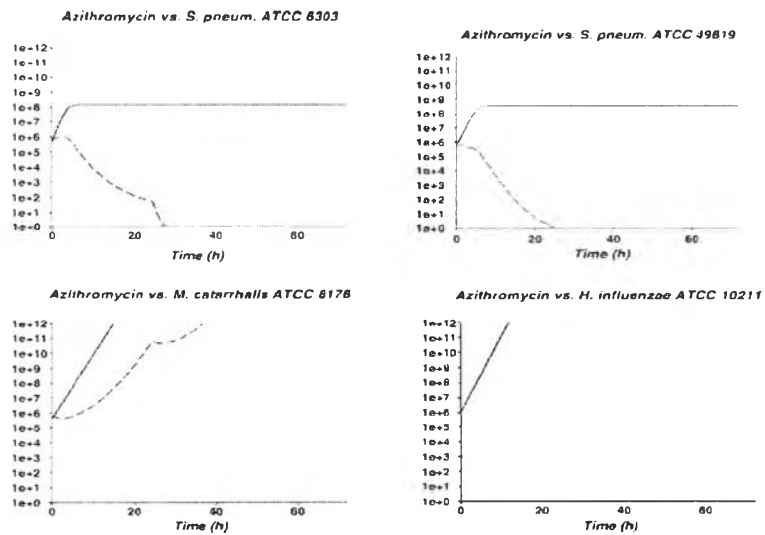 Azithromycin vs. S. pneum. ATCC 6303
1e+12
1e+11
1e+10
1e+9
1e+8
1e+7
1e+6
1e+5
1e+4
1e+3
1e+2
1e+1
1e+0
0 20 40 60
Time (h)
Azithromycin vs. S. pneum. ATCC 49619
1e+12
1e+11
1e+10
1e+9
1e+8
1e+7
1e+6
1e+5
1e+4
1e+3
1e+2
1e+1
1e+0
0 20 40 60
Time (h)
Azithromycin vs. M. catarrhalis ATCC 8176
1e+12
1e+11
1e+10
1e+9
1e+8
1e+7
1e+6
1e+5
1e+4
1e+3
1e+2
1e+1
1e+0
0 20 40 60
Time (h)
Azithromycin vs. H. influenzae ATCC 10211
1e+12
1e+11
1e+10
1e+9
1e+8
1e+7
1e+6
1e+5
1e+4
1e+3
1e+2
1e+1
1e+0
0 20 40 60
Time (h)